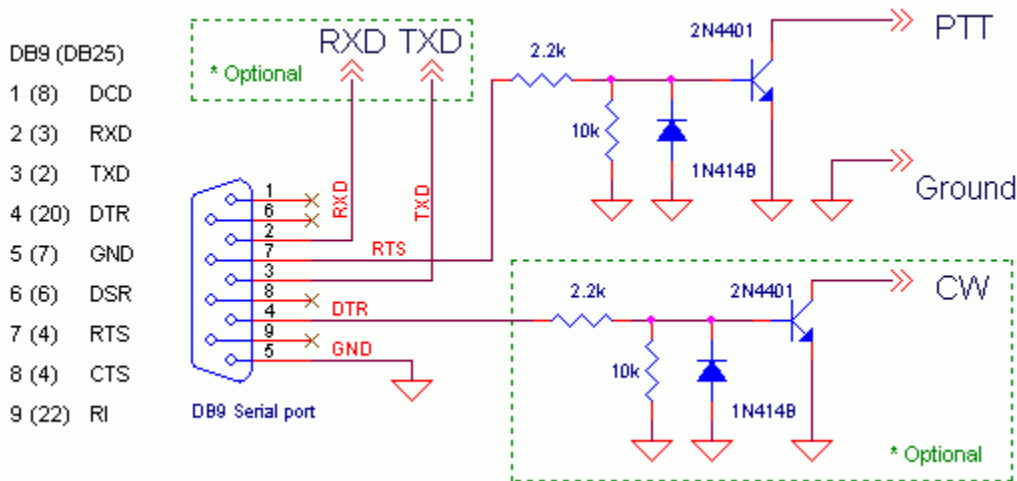 DB9 (DB25)
1 (8) DCD
2 (3) RXD
3 (2) TXD
4 (20) DTR
5 (7) GND
6 (6) DSR
7 (4) RTS
8 (4) CTS
9 (22) RI
RXD TXD
* Optional
1
6
2
7
3
8
4
9
5
RXD
TXD
RTS
DTR
GND
DB9 Serial port
2.2k
10k
1N414B
2N4401
PTT
Ground
2.2k
10k
1N414B
2N4401
CW
* Optional